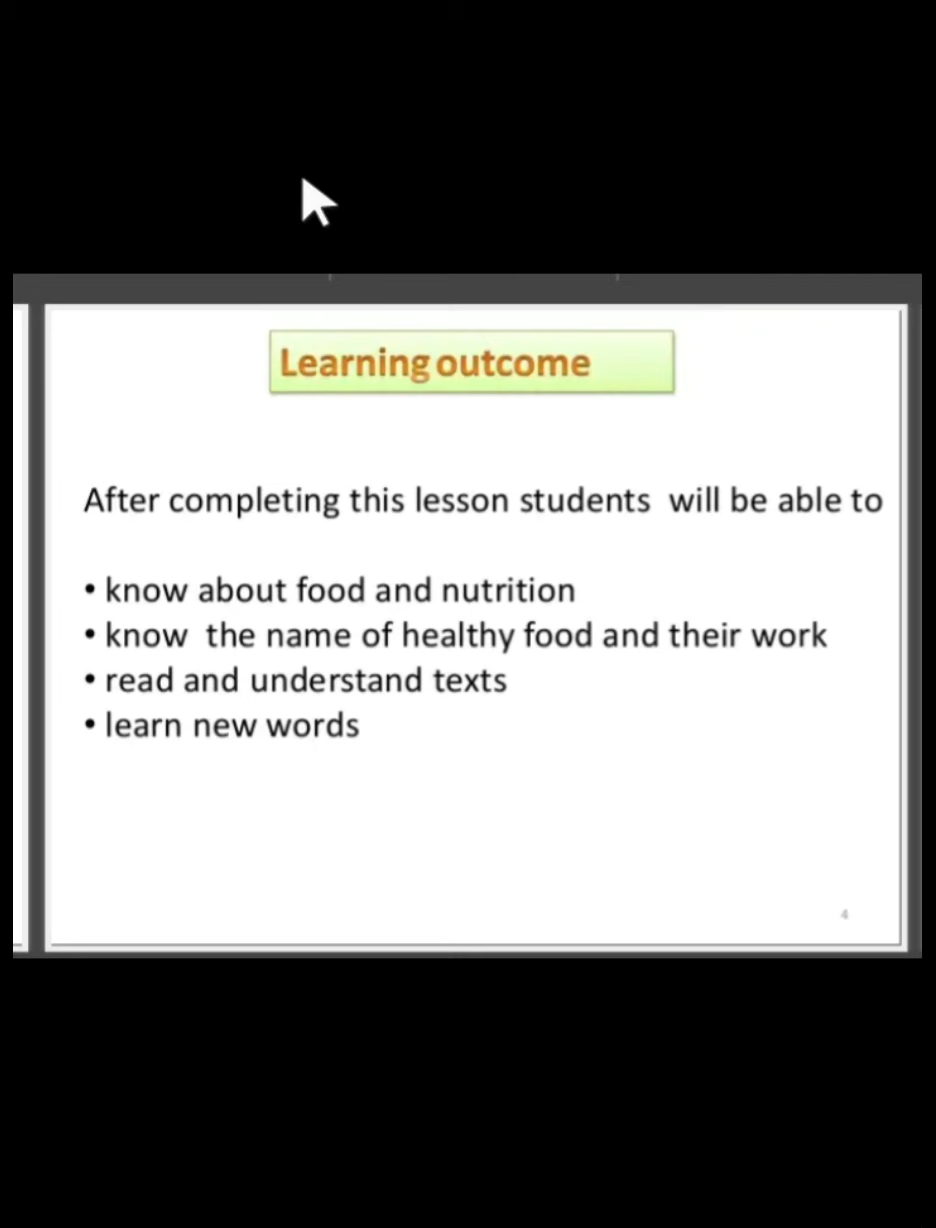 Learning outcome
After completing this lesson students will be able to
• know about food and nutrition
• know the name of healthy food and their work
• read and understand texts
• learn new words
4